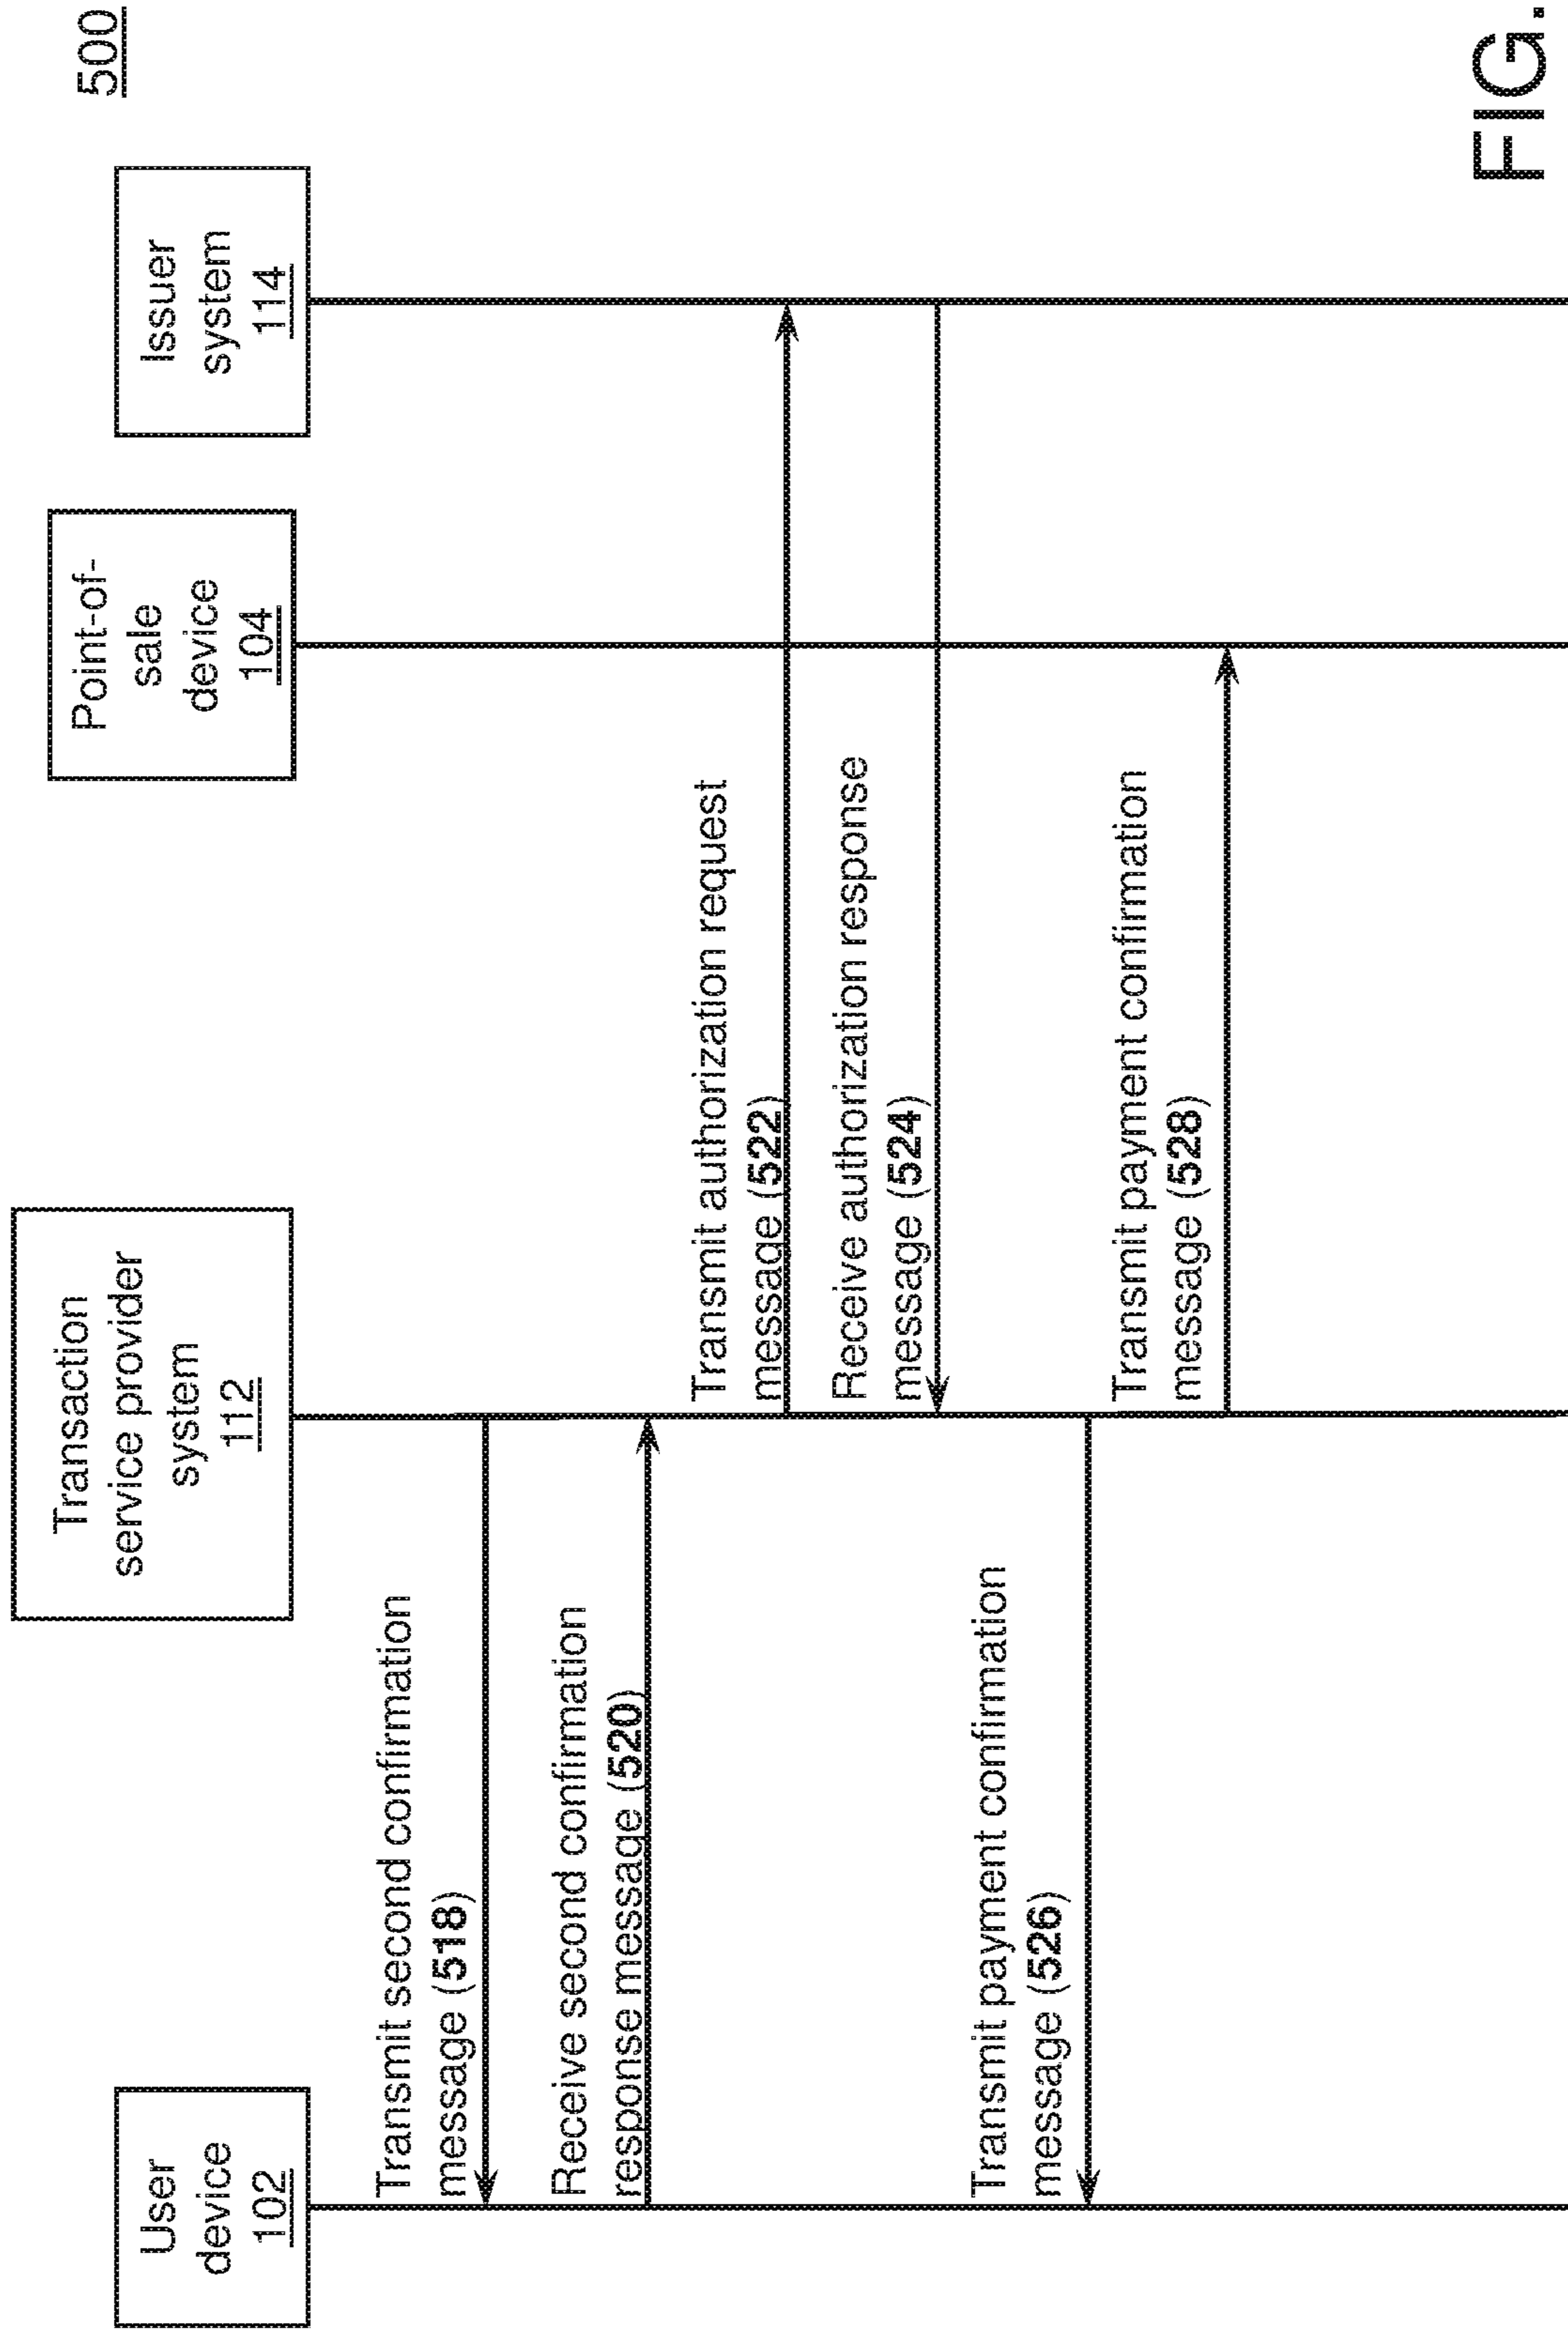 500
User
device
102
Transaction
service provider
system
112
Point-of-
sale
device
104
Issuer
system
114
Transmit second confirmation
message (518)
Receive second confirmation
response message (520)
Transmit authorization request
message (522)
Receive authorization response
message (524)
Transmit payment confirmation
message (526)
Transmit payment confirmation
message (528)
FIG.